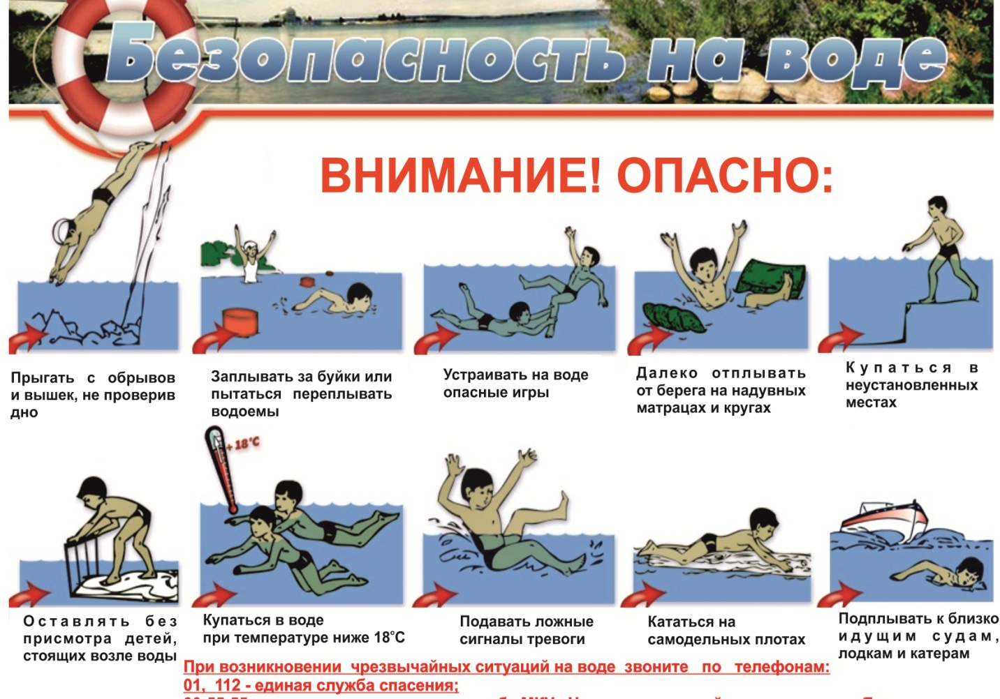 Безопасность на воде
ВНИМАНИЕ! ОПАСНО:
Прыгать с обрывов
и вышек, не проверив
дно
Заплывать за буйки или
пытаться переплывать
водоемы
Устраивать на воде
опасные игры
Далеко отплывать
от берега на надувных
матрацах и кругах
Купаться в
неустановленных
местах
+ 18°С
Оставлять без
присмотра детей,
стоящих возле воды
Купаться в воде
при температуре ниже 18°С
Подавать ложные
сигналы тревоги
Кататься на
самодельных плотах
Подплывать к близко
идущим судам,
лодкам и катерам
При возникновении чрезвычайных ситуаций на воде звоните по телефонам:
01, 112 - единая служба спасения;